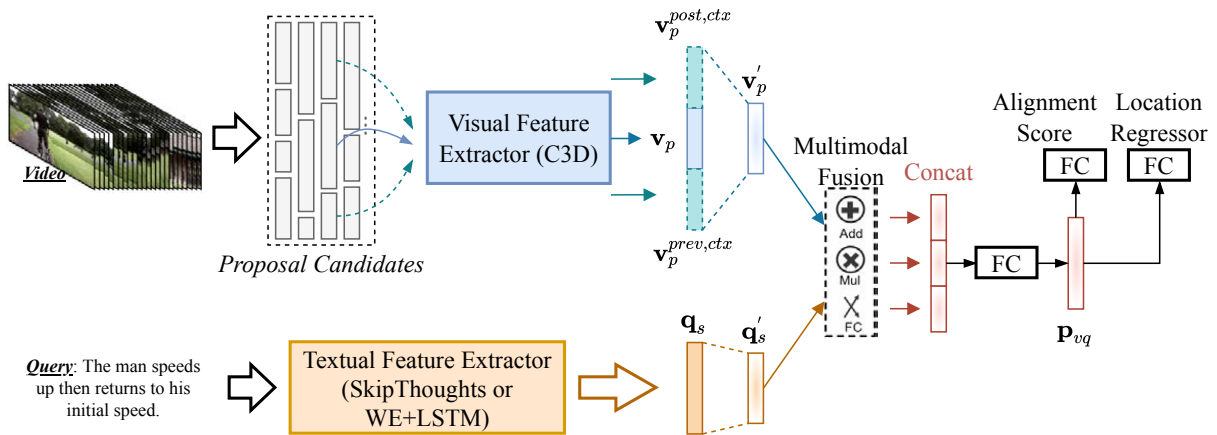 Video
Proposal Candidates
Visual Feature
Extractor (C3D)
v_p^{post,ctx}
v_p
v_p^{prev,ctx}
v_p^'
Multimodal
Fusion
Add
Mul
FC
Concat
FC
Alignment
Score
FC
Location
Regressor
FC
p_{vq}
Query: The man speeds
up then returns to his
initial speed.
Textual Feature Extractor
(SkipThoughts or
WE+LSTM)
q_s
q_s^'